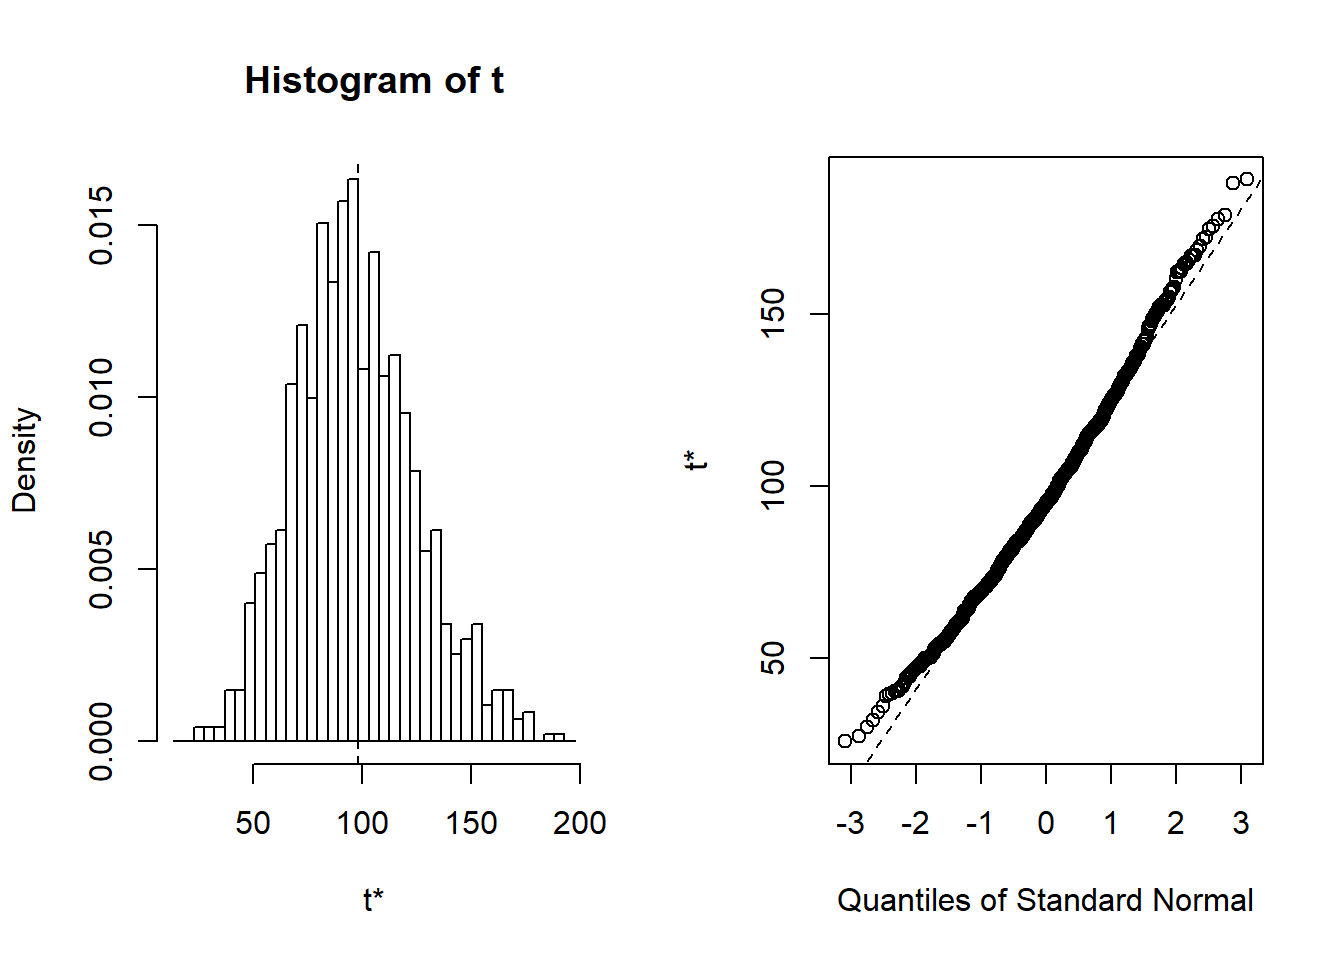 Histogram of t
Density
0.000 0.005 0.010 0.015
50 100 150 200
t*
t*
50 100 150
-3 -2 -1 0 1 2 3
Quantiles of Standard Normal